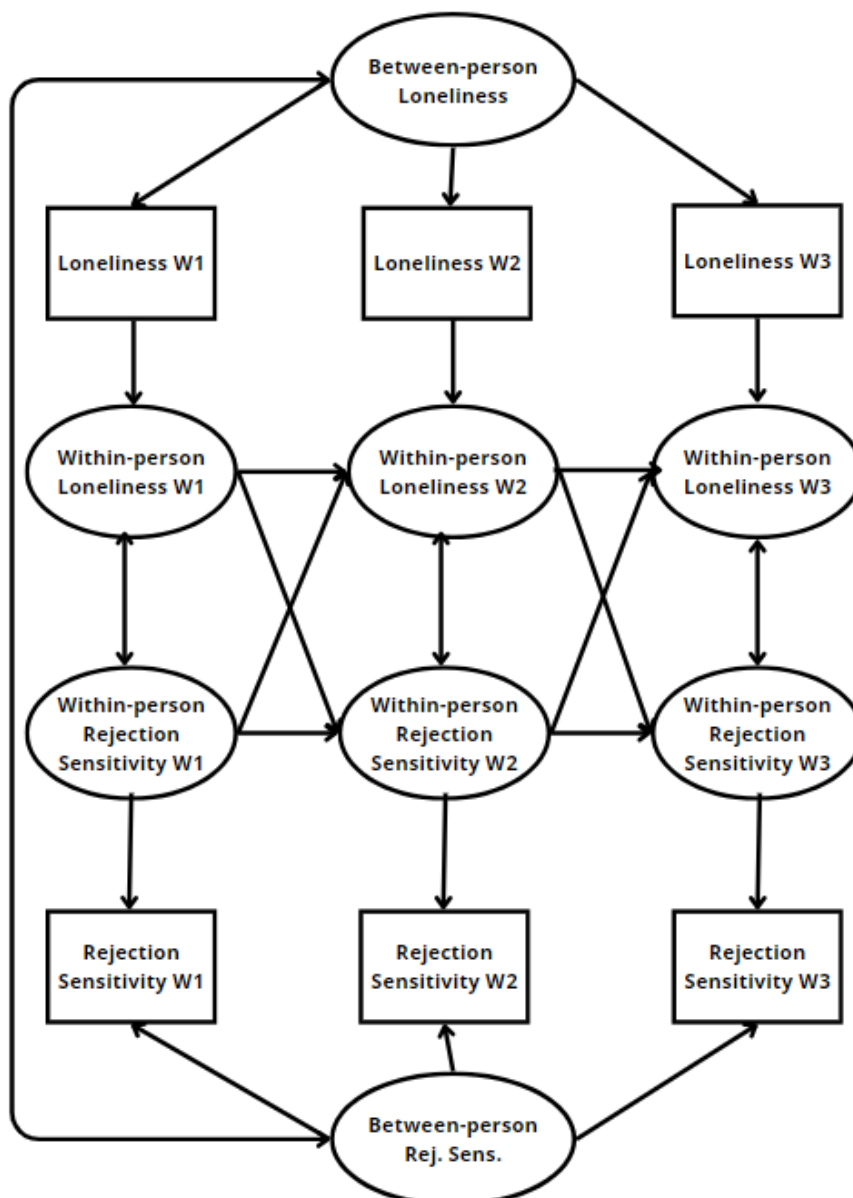 Between-person
Loneliness
Loneliness W1
Loneliness W2
Loneliness W3
Within-person
Loneliness W1
Within-person
Loneliness W2
Within-person
Loneliness W3
Within-person
Rejection
Sensitivity W1
Within-person
Rejection
Sensitivity W2
Within-person
Rejection
Sensitivity W3
Rejection
Sensitivity W1
Rejection
Sensitivity W2
Rejection
Sensitivity W3
Between-person
Rej. Sens.